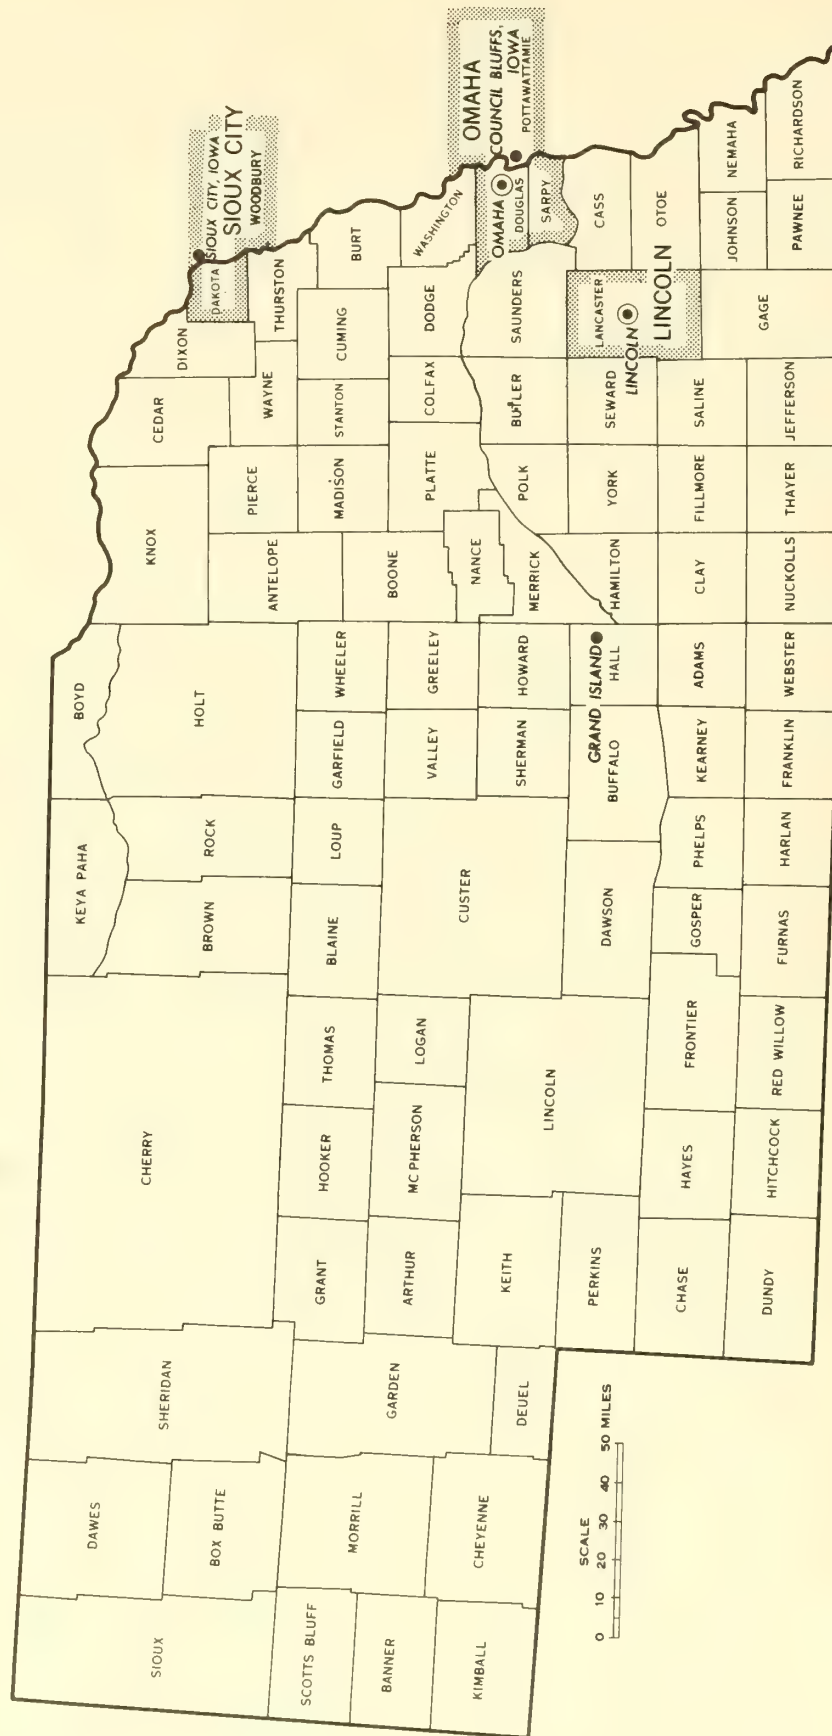 SIOUX
DAWES
BOX BUTTE
SHERIDAN
SCOTTS BLUFF
BANNER
KIMBALL
MORRILL
CHEYENNE
GARDEN
DEUEL
CHERRY
GRANT
HOOKER
THOMAS
ARTHUR
MC PHERSON
LOGAN
KEITH
LINCOLN
PERKINS
CHASE
HAYES
FRONTIER
DUNDY
HITCHCOCK
RED WILLOW
KEYA PAHA
BROWN
ROCK
BLAINE
LOUP
CUSTER
DAWSON
GOSPER
PHELPS
FURNAS
HARLAN
BOYD
HOLT
GARFIELD
WHEELER
VALLEY
GREELEY
SHERMAN
HOWARD
GRAND ISLAND
BUFFALO
HALL
KEARNEY
ADAMS
FRANKLIN
WEBSTER
KNOX
ANTELOPE
PIERCE
BOONE
MADISON
NANCE
PLATTE
MERRICK
POLK
HAMILTON
YORK
CLAY
FILLMORE
NUCKOLLS
THAYER
CEDAR
DIXON
WAYNE
THURSTON
STANTON
CUMING
BURT
COLFAX
DODGE
WASHINGTON
BUTLER
SAUNDERS
SEWARD
SALINE
JEFFERSON
DAKOTA
SIOUX CITY, IOWA
SIOUX CITY
WOODBURY
OMAHA
COUNCIL BLUFFS,
IOWA
POTTAWATTAMIE
OMAHA
DOUGLAS
SARPY
CASS
LANCASTER
LINCOLN
LINCOLN
OTOE
GAGE
JOHNSON
NEMAHA
PAWNEE
RICHARDSON
SCALE
0 10 20 30 40 50 MILES